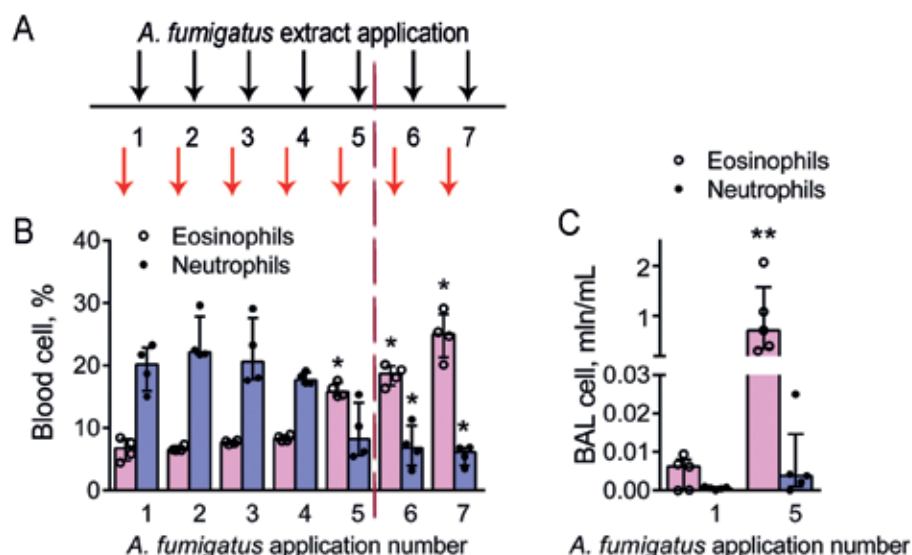 A
A. fumigatus extract application
1 2 3 4 5 6 7
B
Eosinophils
Neutrophils
Blood cell, %
40
30
20
10
0
* * * * *
1 2 3 4 5 6 7
A. fumigatus application number
C
Eosinophils
Neutrophils
BAL cell, mln/mL
2
1
0.03
0.02
0.01
0.00
**
1 5
A. fumigatus application number